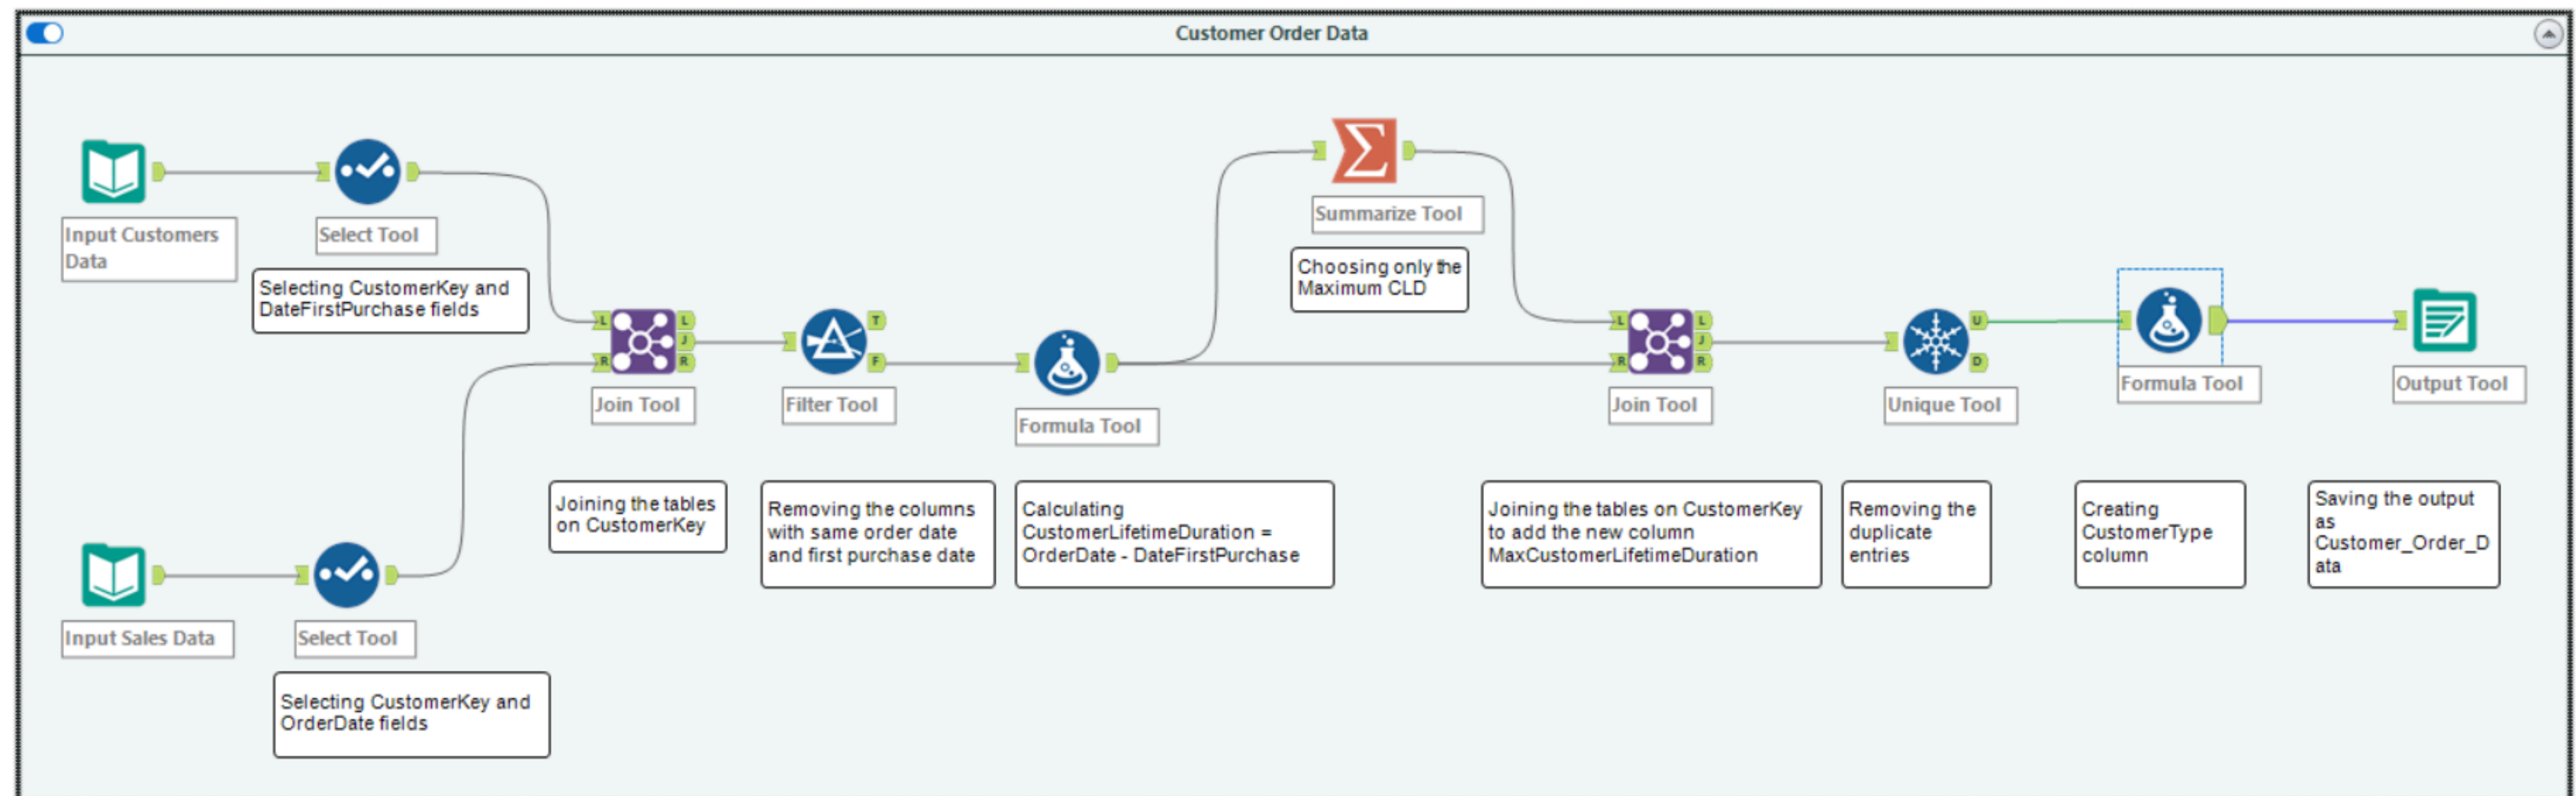 Customer Order Data
Input Customers
Data
Select Tool
Selecting CustomerKey and
DateFirstPurchase fields
Input Sales Data
Select Tool
Selecting CustomerKey and
OrderDate fields
L
R
L
J
R
Join Tool
Joining the tables
on CustomerKey
T
F
Filter Tool
Removing the columns
with same order date
and first purchase date
Formula Tool
Calculating
CustomerLifetimeDuration =
OrderDate - DateFirstPurchase
Σ
Summarize Tool
Choosing only the
Maximum CLD
L
R
L
J
R
Join Tool
Joining the tables on CustomerKey
to add the new column
MaxCustomerLifetimeDuration
U
D
Unique Tool
Removing the
duplicate
entries
Formula Tool
Creating
CustomerType
column
Output Tool
Saving the output
as
Customer_Order_D
ata